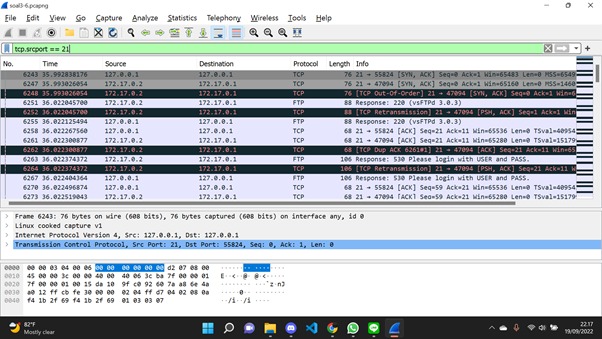 soal3-6.pcapng
File Edit View Go Capture Analyze Statistics Telephony Wireless Tools Help
tcp.srcport == 21
No. Time Source Destination Protocol Length Info
6243 35.992838176 127.0.0.1 127.0.0.1 TCP 76 21 → 55824 [SYN, ACK] Seq=0 Ack=1 Win=65483 Len=0 MSS=6549
6247 35.993026054 172.17.0.2 172.17.0.1 TCP 76 21 → 47094 [SYN, ACK] Seq=0 Ack=1 Win=65160 Len=0 MSS=1460
6248 35.993026054 172.17.0.2 172.17.0.1 TCP 76 [TCP Out-Of-Order] 21 → 47094 [SYN, ACK] Seq=0 Ack=1 Win=6
6251 36.022045700 172.17.0.2 172.17.0.1 FTP 88 Response: 220 (vsFTPd 3.0.3)
6252 36.022045700 172.17.0.2 172.17.0.1 TCP 88 [TCP Retransmission] 21 → 47094 [PSH, ACK] Seq=1 Ack=1 Win
6255 36.022125494 127.0.0.1 127.0.0.1 FTP 88 Response: 220 (vsFTPd 3.0.3)
6258 36.022267560 127.0.0.1 127.0.0.1 TCP 68 21 → 55824 [ACK] Seq=21 Ack=11 Win=65536 Len=0 TSval=40954
6261 36.022300877 172.17.0.2 172.17.0.1 TCP 68 21 → 47094 [ACK] Seq=21 Ack=11 Win=65280 Len=0 TSval=15179
6262 36.022300877 172.17.0.2 172.17.0.1 TCP 68 [TCP Dup ACK 6261#1] 21 → 47094 [ACK] Seq=21 Ack=11 Win=65
6263 36.022374372 172.17.0.2 172.17.0.1 FTP 106 Response: 530 Please login with USER and PASS.
6264 36.022374372 172.17.0.2 172.17.0.1 TCP 106 [TCP Retransmission] 21 → 47094 [PSH, ACK] Seq=21 Ack=11 W
6267 36.022404364 127.0.0.1 127.0.0.1 FTP 106 Response: 530 Please login with USER and PASS.
6270 36.022496874 127.0.0.1 127.0.0.1 TCP 68 21 → 55824 [ACK] Seq=59 Ack=21 Win=65536 Len=0 TSval=40954
6273 36.022519043 172.17.0.2 172.17.0.1 TCP 68 21 → 47094 [ACK] Seq=59 Ack=21 Win=65280 Len=0 TSval=15179
Frame 6243: 76 bytes on wire (608 bits), 76 bytes captured (608 bits) on interface any, id 0
Linux cooked capture v1
Internet Protocol Version 4, Src: 127.0.0.1, Dst: 127.0.0.1
Transmission Control Protocol, Src Port: 21, Dst Port: 55824, Seq: 0, Ack: 1, Len: 0
0000 00 00 03 04 00 06 00 00 00 00 00 00 d2 07 08 00
0010 45 00 00 3c 00 00 40 00 40 06 3c ba 7f 00 00 01 E··<··@·@·<·····
0020 7f 00 00 01 00 15 da 10 9f c0 92 60 7a a8 6e 4a
0030 a0 12 ff cb fe 30 00 00 02 04 ff d7 04 02 08 0a
0040 f4 1b 2f 69 f4 1b 2f 69 01 03 03 07 ··/i··/i····
82°F
Mostly clear
22.17
19/09/2022